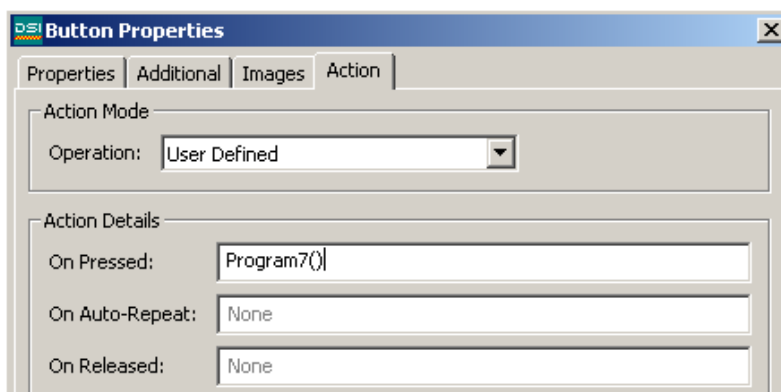 DSI Button Properties
Properties Additional Images Action
Action Mode
Operation: User Defined
Action Details
On Pressed: Program7()
On Auto-Repeat: None
On Released: None